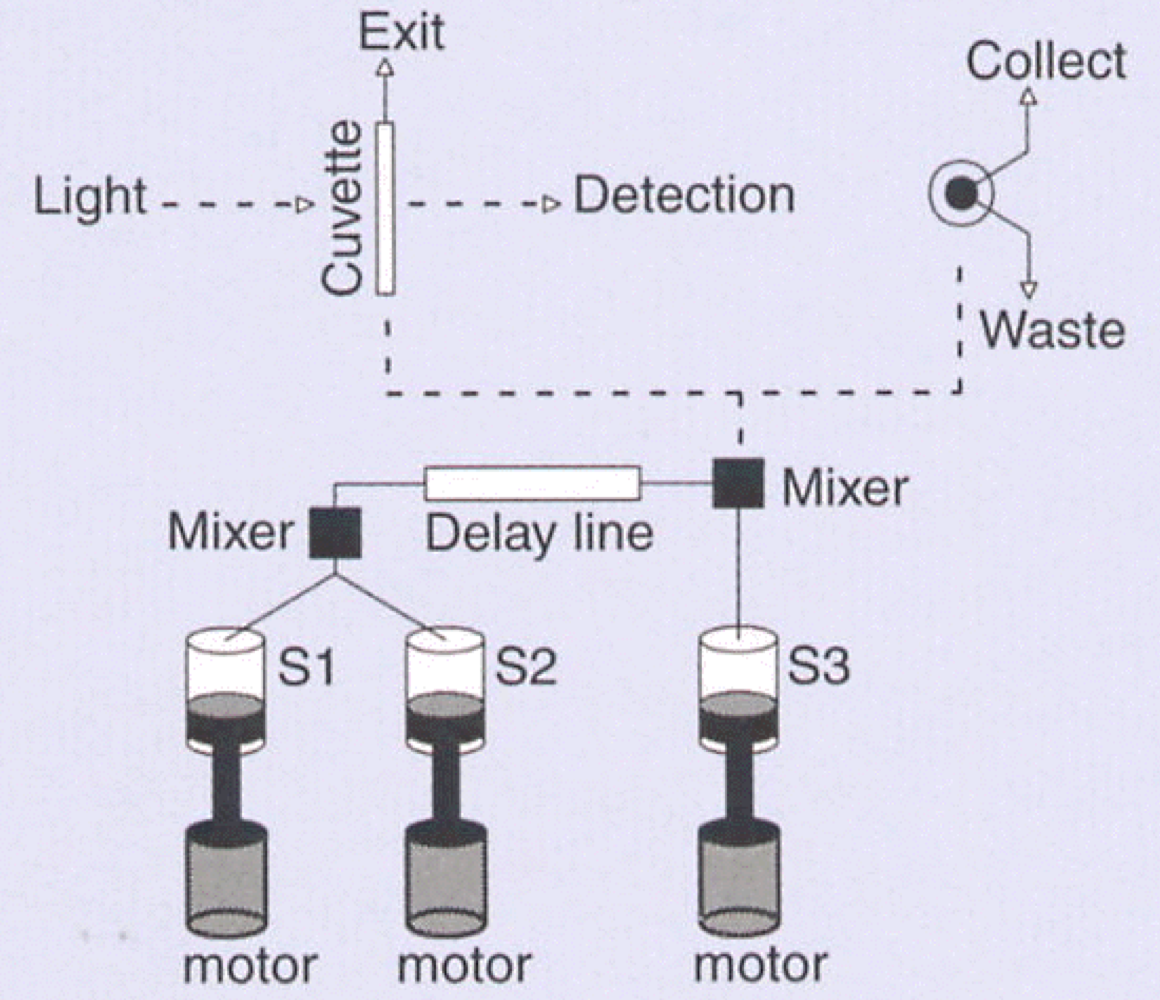 Exit
Collect
Light
Cuvette
Detection
Waste
Mixer
Mixer
Delay line
S1
S2
S3
motor
motor
motor